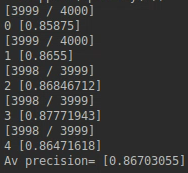 [3999 / 4000]
0 [0.85875]
[3999 / 4000]
1 [0.8655]
[3998 / 3999]
2 [0.86846712]
[3998 / 3999]
3 [0.87771943]
[3998 / 3999]
4 [0.86471618]
Av precision= [0.86703055]